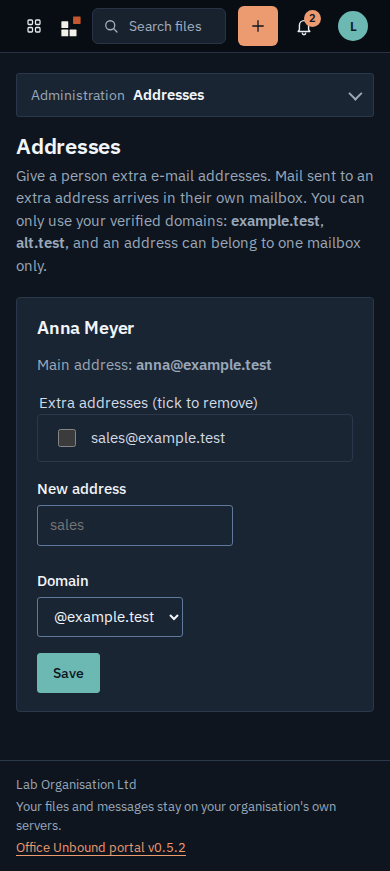 Search files
2
L
Administration Addresses
Addresses
Give a person extra e-mail addresses. Mail sent to an
extra address arrives in their own mailbox. You can
only use your verified domains: example.test,
alt.test, and an address can belong to one mailbox
only.
Anna Meyer
Main address: anna@example.test
Extra addresses (tick to remove)
sales@example.test
New address
sales
Domain
@example.test
Save
Lab Organisation Ltd
Your files and messages stay on your organisation's own
servers.
Office Unbound portal v0.5.2